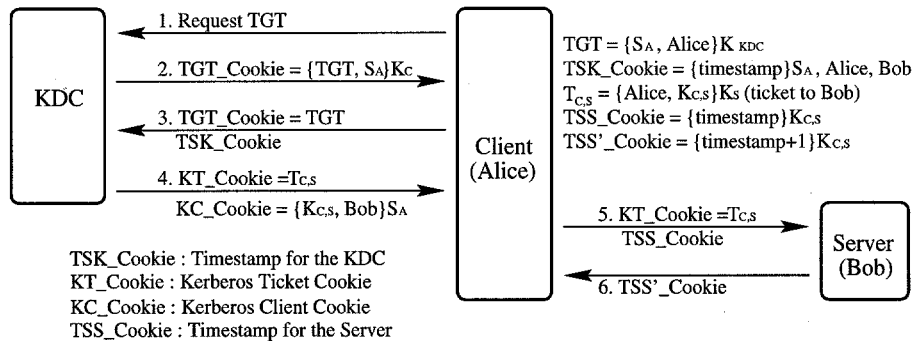 1. Request TGT
2. TGT_Cookie = {TGT, SA}KC
KDC
3. TGT_Cookie = TGT
TSK_Cookie
4. KT_Cookie =TC,S
KC_Cookie = {KC,S, Bob}SA
Client
(Alice)
TGT = {SA, Alice}K KDC
TSK_Cookie = {timestamp}SA, Alice, Bob
TC,S = {Alice, KC,S}KS (ticket to Bob)
TSS_Cookie = {timestamp}KC,S
TSS'_Cookie = {timestamp+1}KC,S
5. KT_Cookie =TC,S
TSS_Cookie
6. TSS'_Cookie
Server
(Bob)
TSK_Cookie : Timestamp for the KDC
KT_Cookie : Kerberos Ticket Cookie
KC_Cookie : Kerberos Client Cookie
TSS_Cookie : Timestamp for the Server